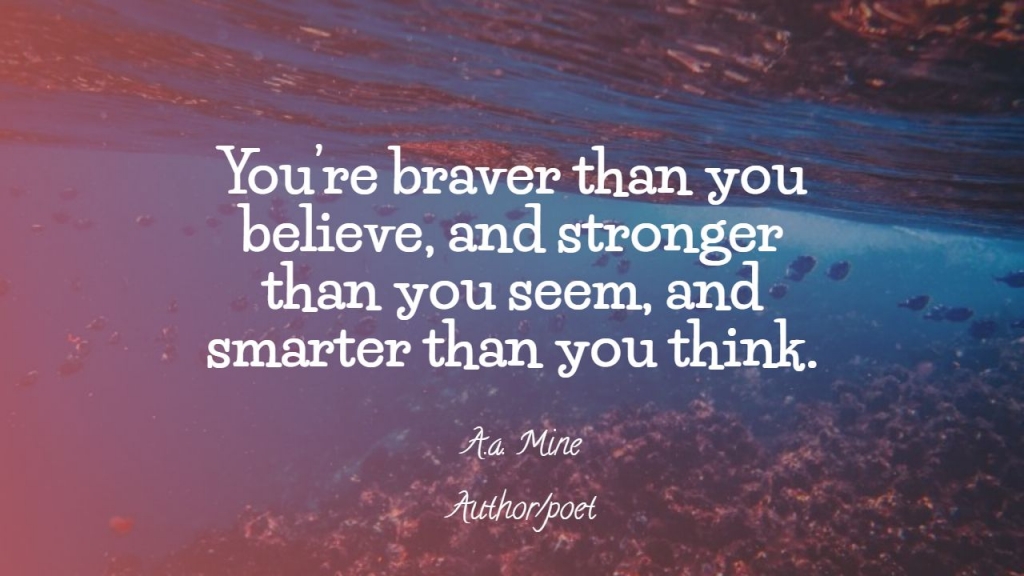 You're braver than you
believe, and stronger
than you seem, and
smarter than you think.
A.a. Mine
Author/poet